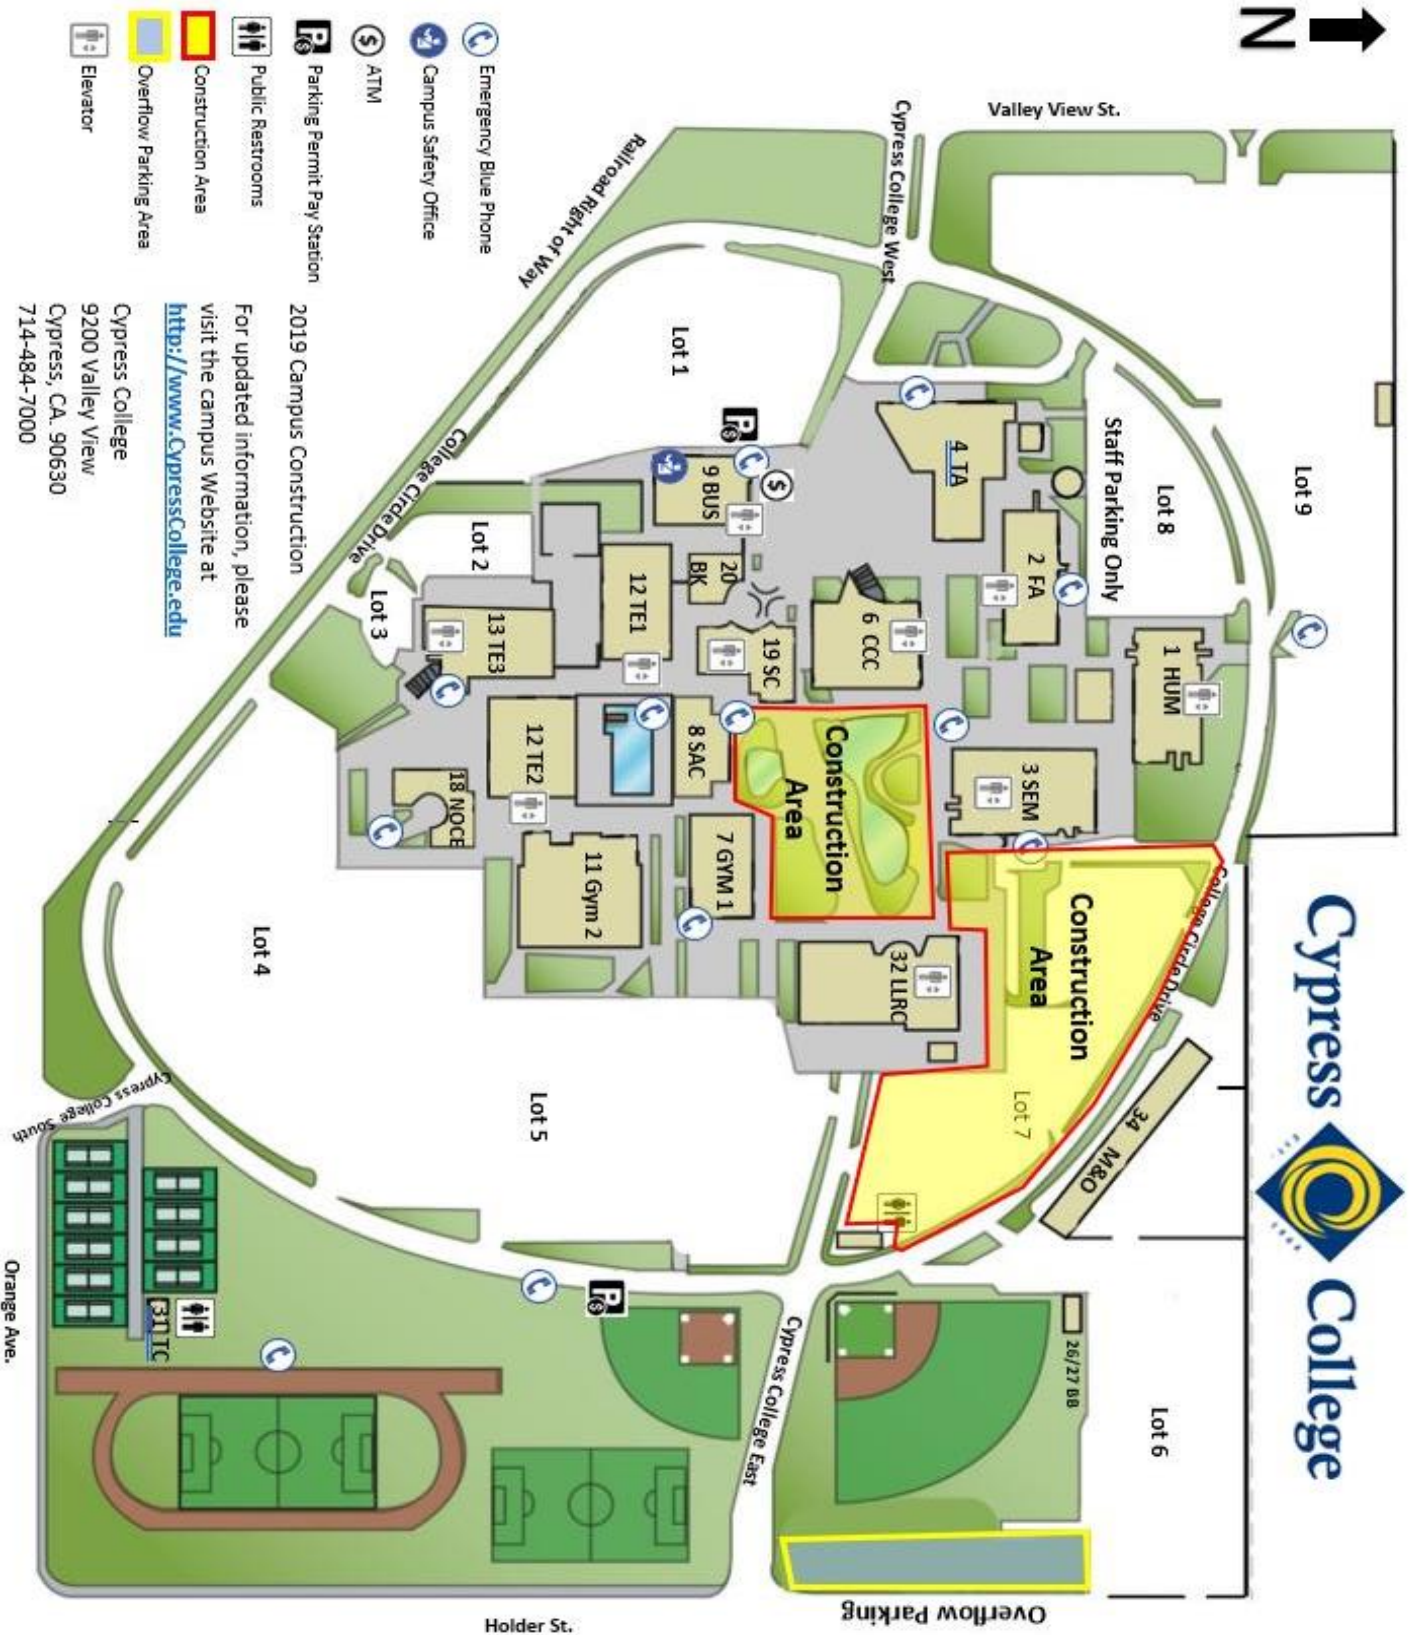 Cypress College
N
Valley View St.
Cypress College West
Railroad Right of Way
College Circle Drive
Lot 9
Lot 8
Staff Parking Only
Lot 1
Lot 2
Lot 3
4 TA
2 FA
1 HUM
9 BUS
20
BK
12 TE1
13 TE3
19 SC
6 CCC
3 SEM
8 SAC
12 TE2
18 NOCE
7 GYM 1
11 Gym 2
32 LLRC
Construction
Area
Construction
Area
College Circle Drive
Lot 7
34 M&O
Lot 4
Lot 5
Lot 6
26/27 BB
31 TC
Cypress College South
Cypress College East
Overflow Parking
Orange Ave.
Holder St.
Emergency Blue Phone
Campus Safety Office
$ ATM
P$ Parking Permit Pay Station
Public Restrooms
Construction Area
Overflow Parking Area
Elevator
2019 Campus Construction
For updated information, please
visit the campus Website at
http://www.CypressCollege.edu
Cypress College
9200 Valley View
Cypress, CA. 90630
714-484-7000